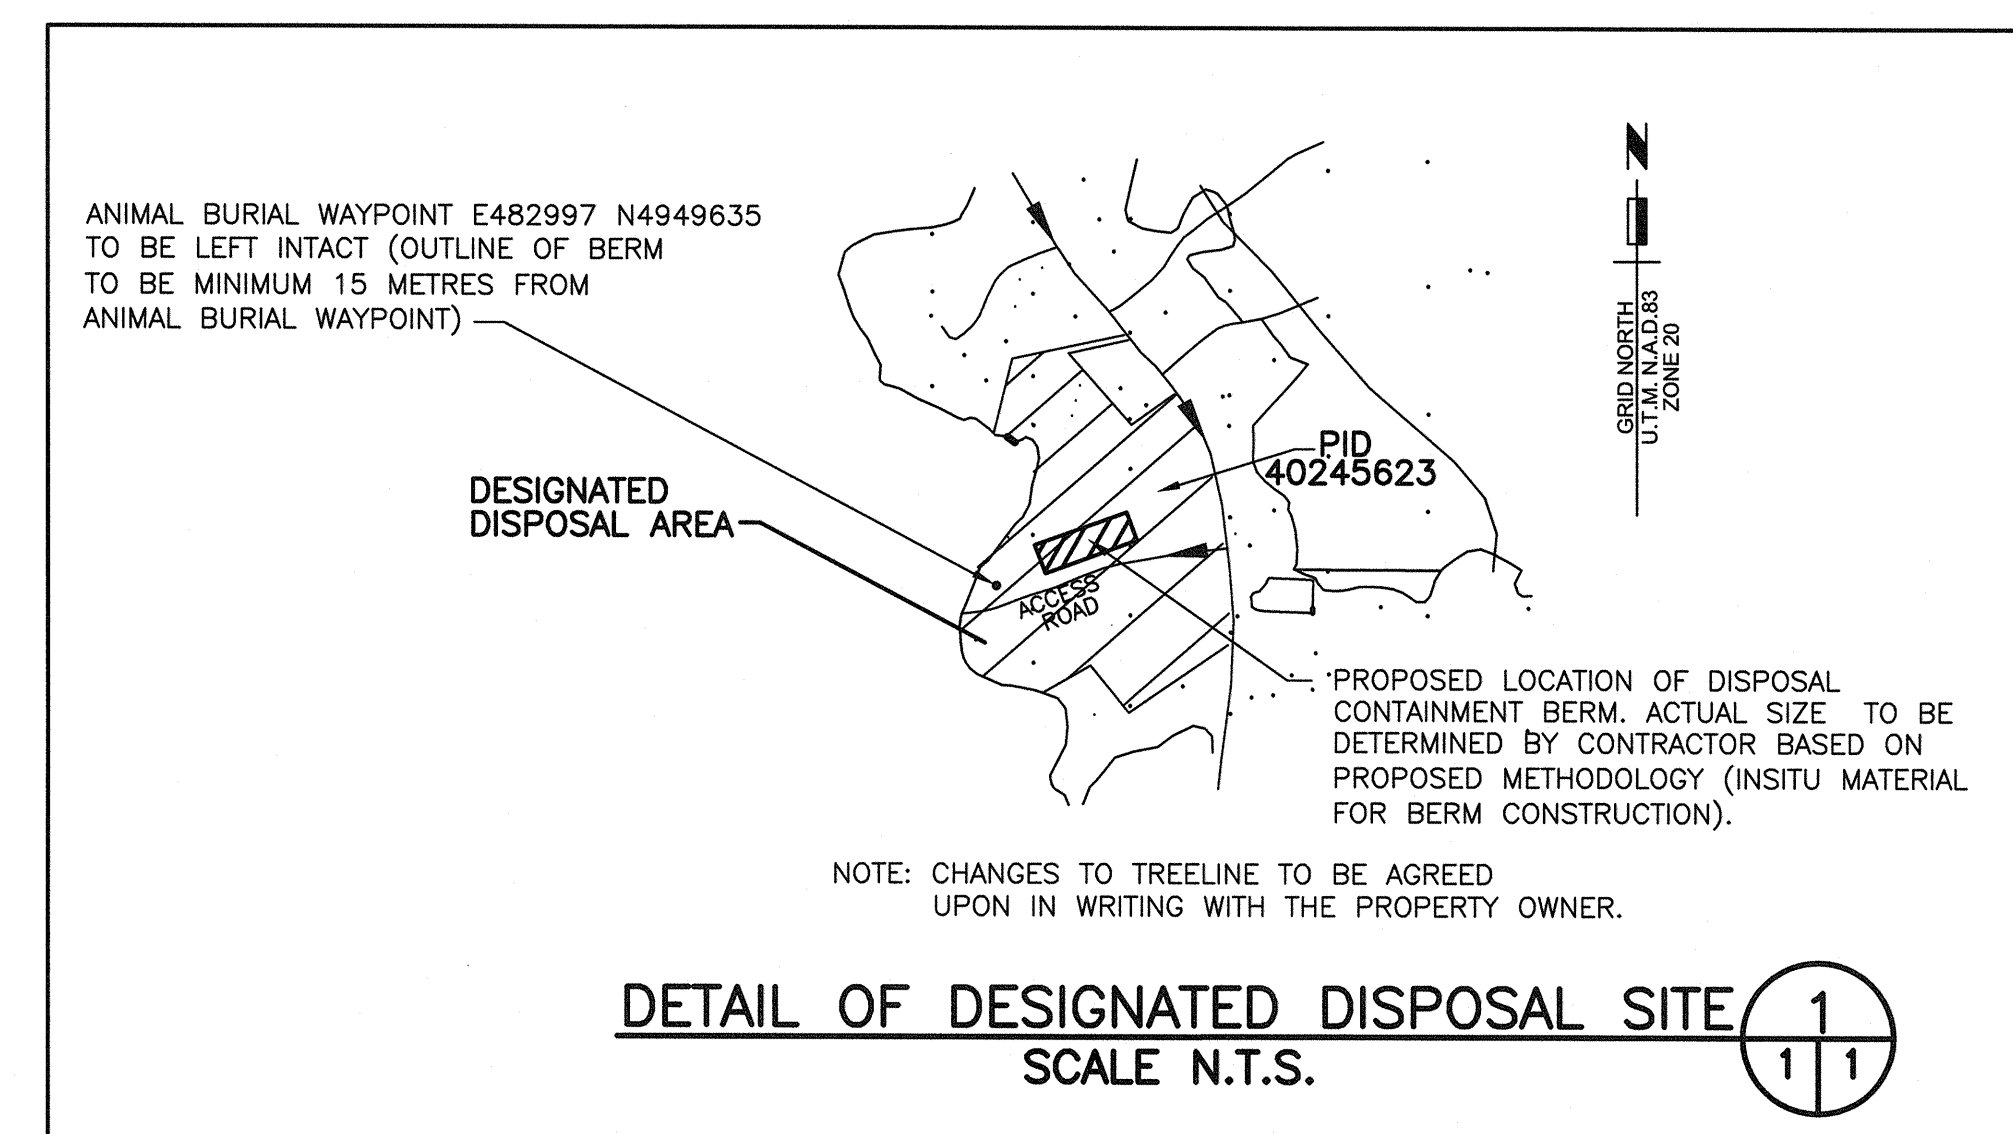 ANIMAL BURIAL WAYPOINT E482997 N4949635
TO BE LEFT INTACT (OUTLINE OF BERM
TO BE MINIMUM 15 METRES FROM
ANIMAL BURIAL WAYPOINT)
DESIGNATED
DISPOSAL AREA
N
GRID NORTH
U.T.M. N.A.D.83
ZONE 20
PID
40245623
ACCESS
ROAD
PROPOSED LOCATION OF DISPOSAL
CONTAINMENT BERM. ACTUAL SIZE TO BE
DETERMINED BY CONTRACTOR BASED ON
PROPOSED METHODOLOGY (INSITU MATERIAL
FOR BERM CONSTRUCTION).
NOTE: CHANGES TO TREELINE TO BE AGREED
UPON IN WRITING WITH THE PROPERTY OWNER.
DETAIL OF DESIGNATED DISPOSAL SITE
SCALE N.T.S.
1
1 1